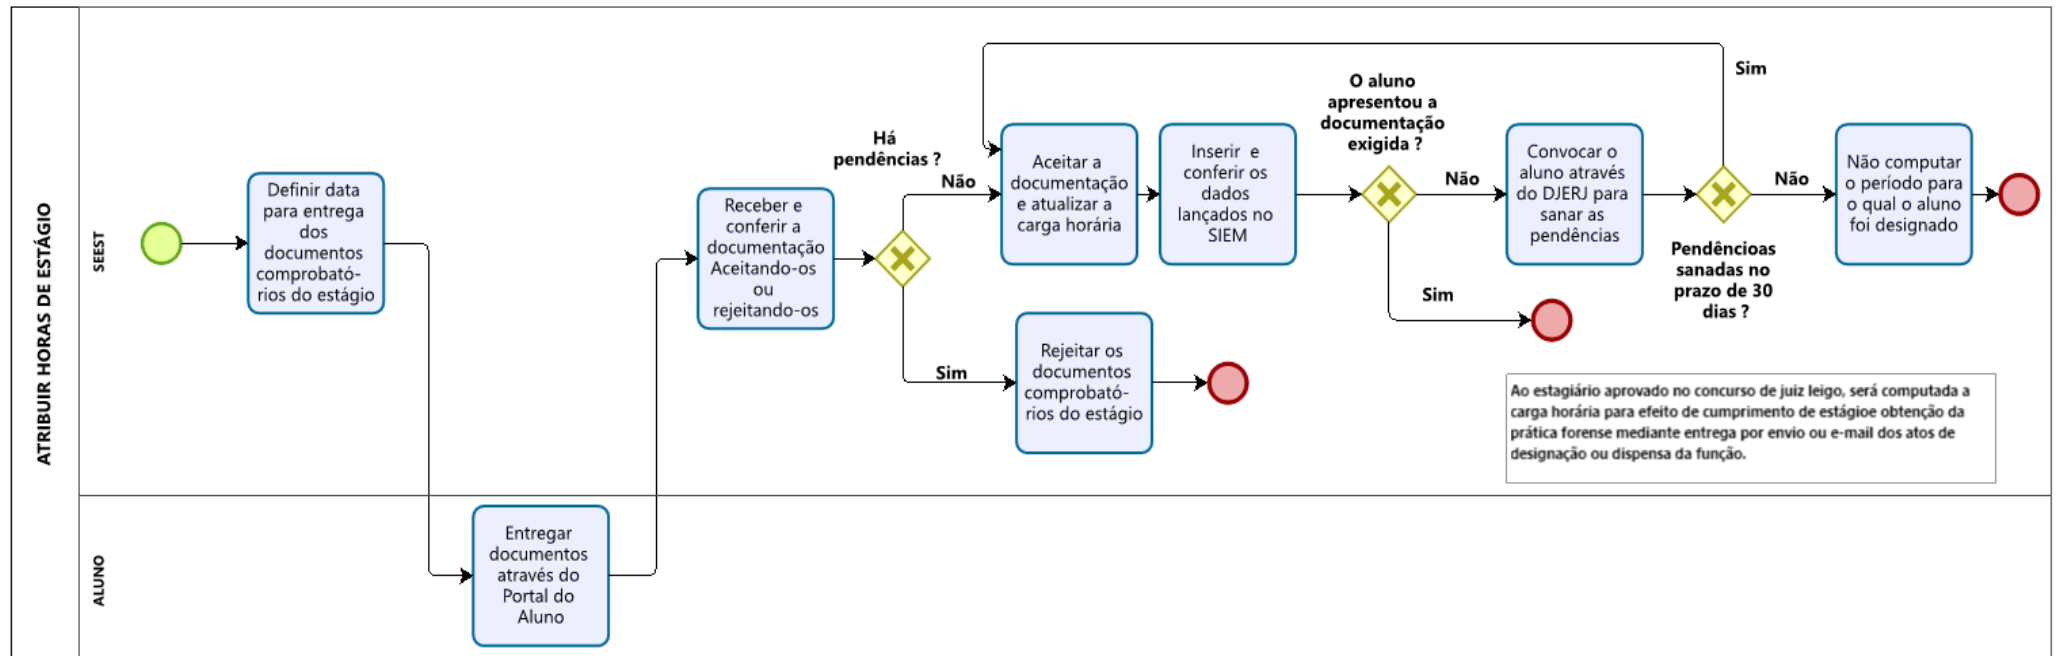 ATRIBUIR HORAS DE ESTÁGIO
SEEST
Definir data
para entrega
dos
documentos
comprobató-
rios do estágio
Entregar
documentos
através do
Portal do
Aluno
ALUNO
Receber e
conferir a
documentação
Aceitando-os
ou
rejeitando-os
Há
pendências ?
Não
Sim
Aceitar a
documentação
e atualizar a
carga horária
Rejeitar os
documentos
comprobató-
rios do estágio
Inserir e
conferir os
dados
lançados no
SIEM
O aluno
apresentou a
documentação
exigida ?
Não
Sim
Convocar o
aluno através
do DJERJ para
sanar as
pendências
Sim
Não
Pendêncioas
sanadas no
prazo de 30
dias ?
Não computar
o período para
o qual o aluno
foi designado
Ao estagiário aprovado no concurso de juiz leigo, será computada a
carga horária para efeito de cumprimento de estágioe obtenção da
prática forense mediante entrega por envio ou e-mail dos atos de
designação ou dispensa da função.